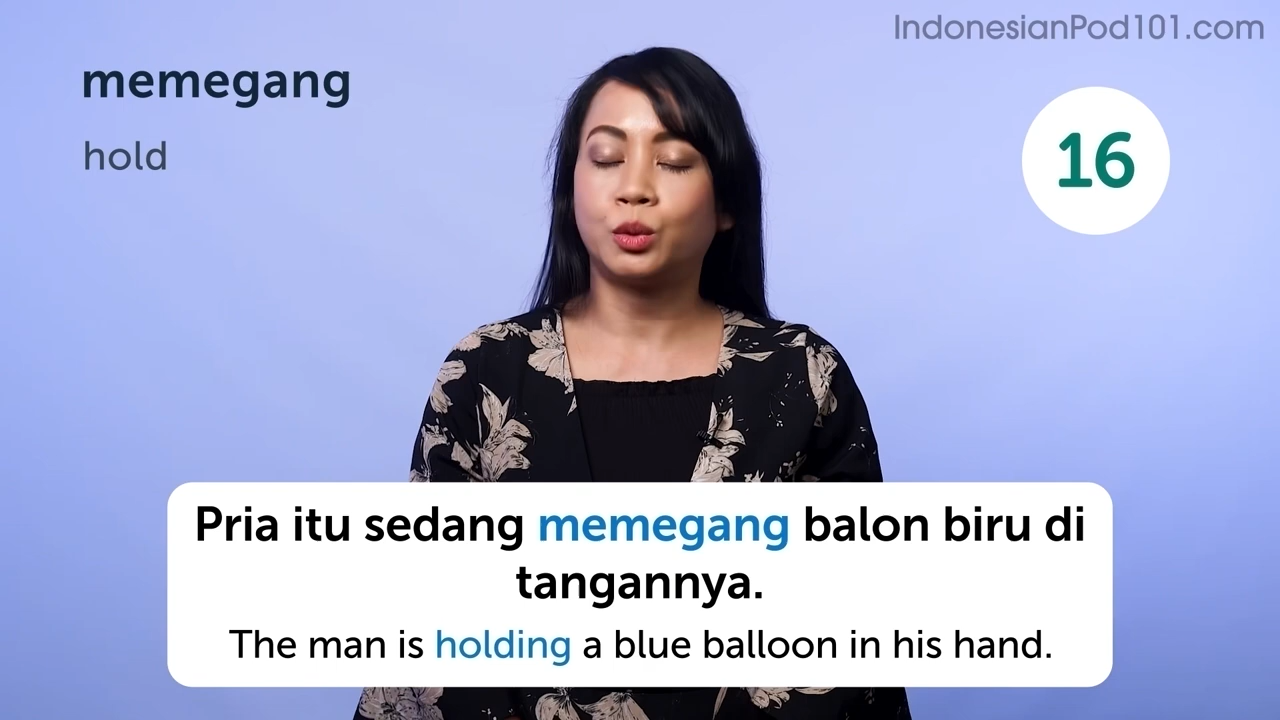 IndonesianPod101.com
memegang
hold
16
Pria itu sedang memegang balon biru di
tangannya.
The man is holding a blue balloon in his hand.